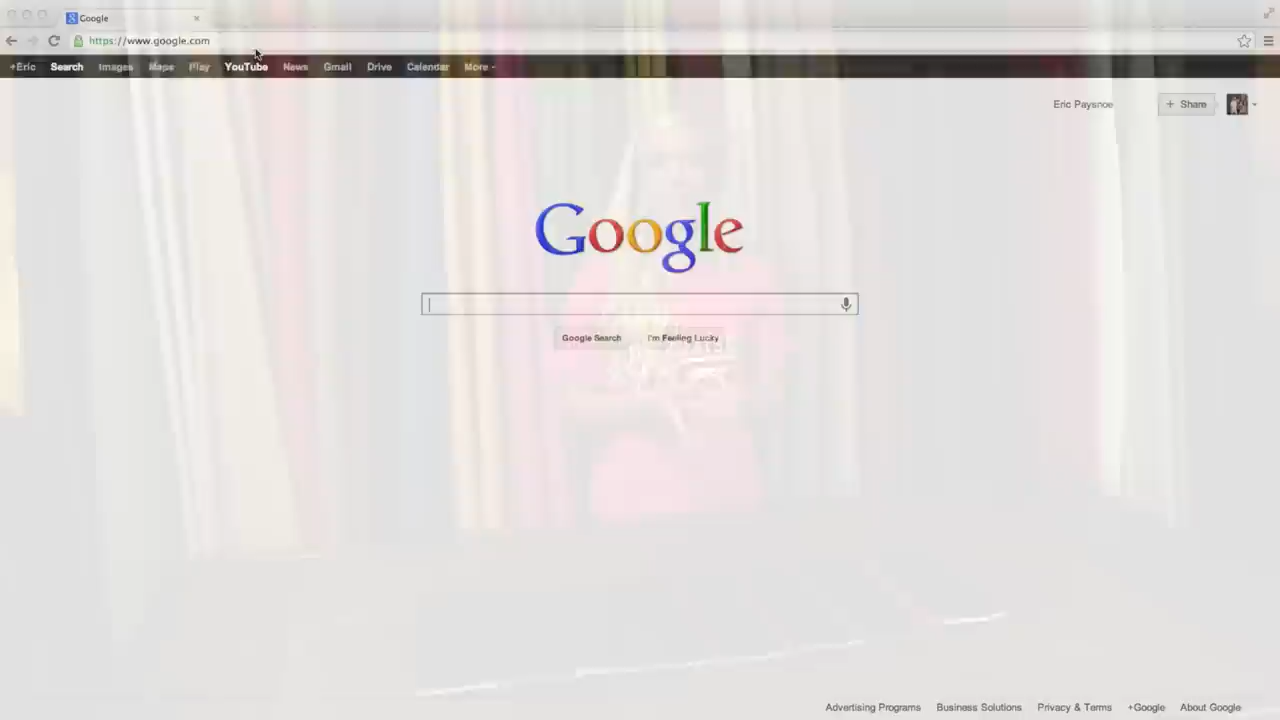 Google
https://www.google.com
+Eric Search Images Maps Play YouTube News Gmail Drive Calendar More
Eric Paysnoe + Share
Google
Google Search I'm Feeling Lucky
Advertising Programs Business Solutions Privacy & Terms +Google About Google